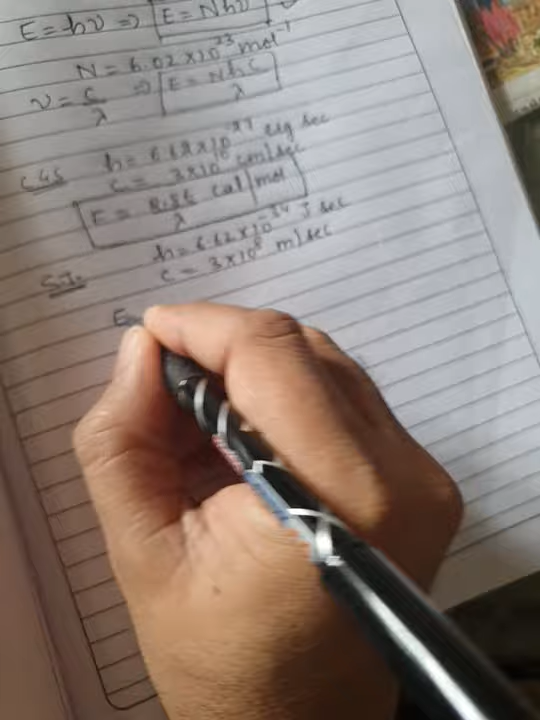 E = hν ⇒ E = Nhν
N = 6.02 × 10²³ mol⁻¹
ν = c/λ ⇒ E = Nhc/λ
CGS h = 6.62 × 10⁻²⁷ erg sec
c = 3 × 10¹⁰ cm/sec
E = cal/mol λ
S.I. h = 6.62 × 10⁻³⁴ J sec
c = 3 × 10⁸ m/sec
E